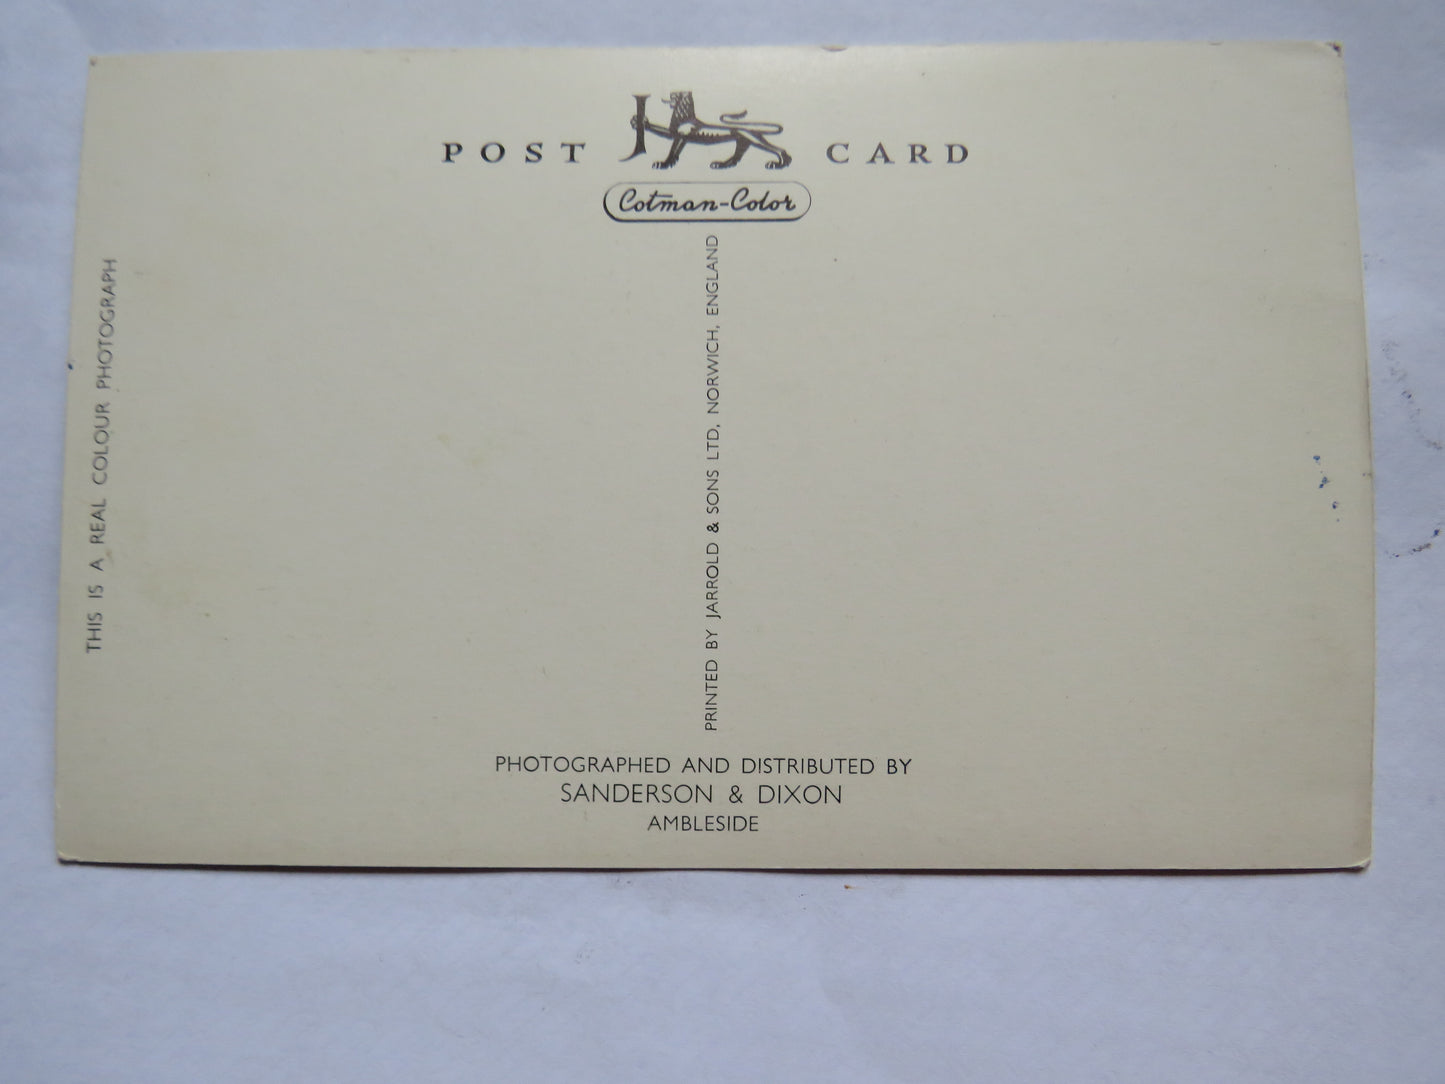 POST CARD
Cotman-Color
THIS IS A REAL COLOUR PHOTOGRAPH
PRINTED BY JARROLD & SONS LTD, NORWICH, ENGLAND
PHOTOGRAPHED AND DISTRIBUTED BY
SANDERSON & DIXON
AMBLESIDE